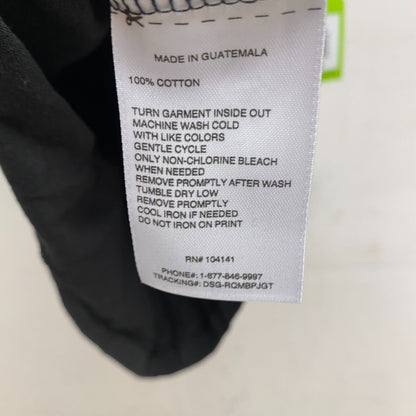 MADE IN GUATEMALA
100% COTTON
TURN GARMENT INSIDE OUT
MACHINE WASH COLD
WITH LIKE COLORS
GENTLE CYCLE
ONLY NON-CHLORINE BLEACH
WHEN NEEDED
REMOVE PROMPTLY AFTER WASH
TUMBLE DRY LOW
REMOVE PROMPTLY
COOL IRON IF NEEDED
DO NOT IRON ON PRINT
RN# 104141
PHONE#: 1-877-846-9997
TRACKING#: DSG-RQMBPJGT